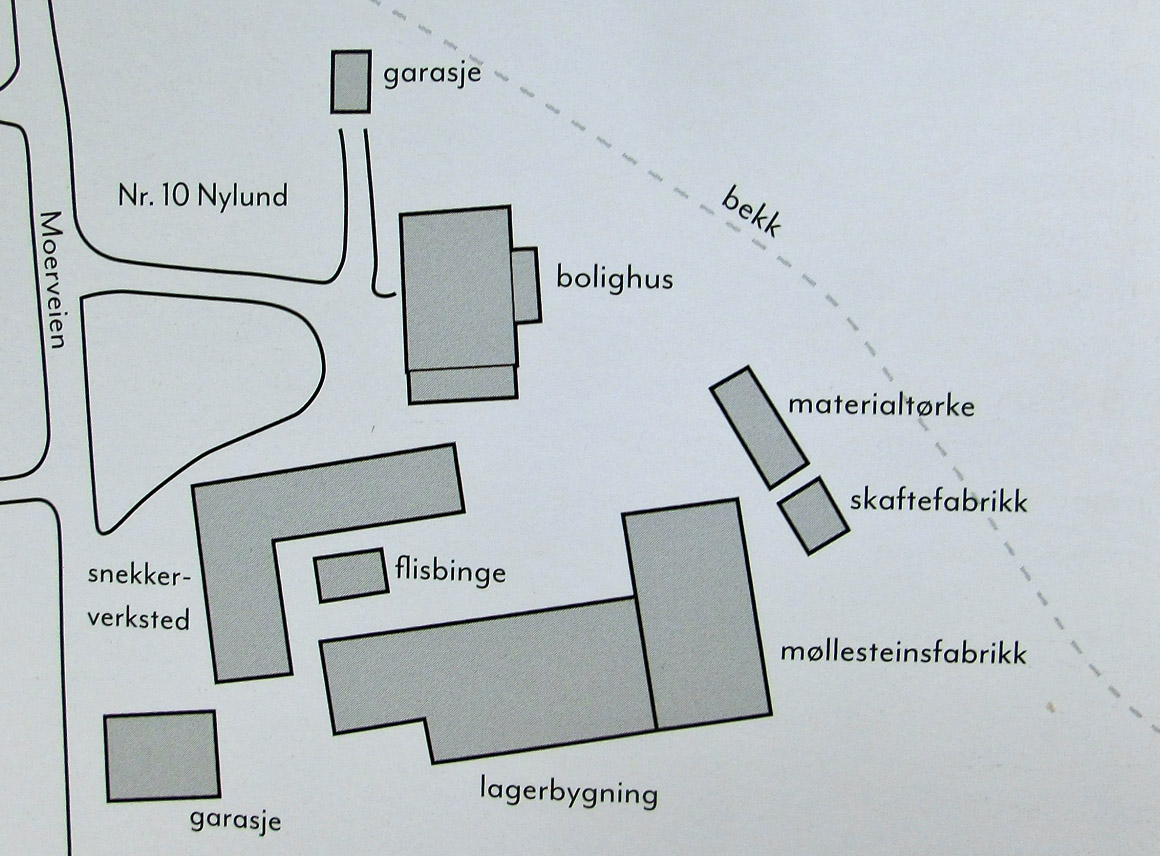 garasje
Nr. 10 Nylund
bekk
Moerveien
bolighus
materialtørke
skaftefabrikk
snekker-
verksted
flisbinge
møllesteinsfabrikk
lagerbygning
garasje